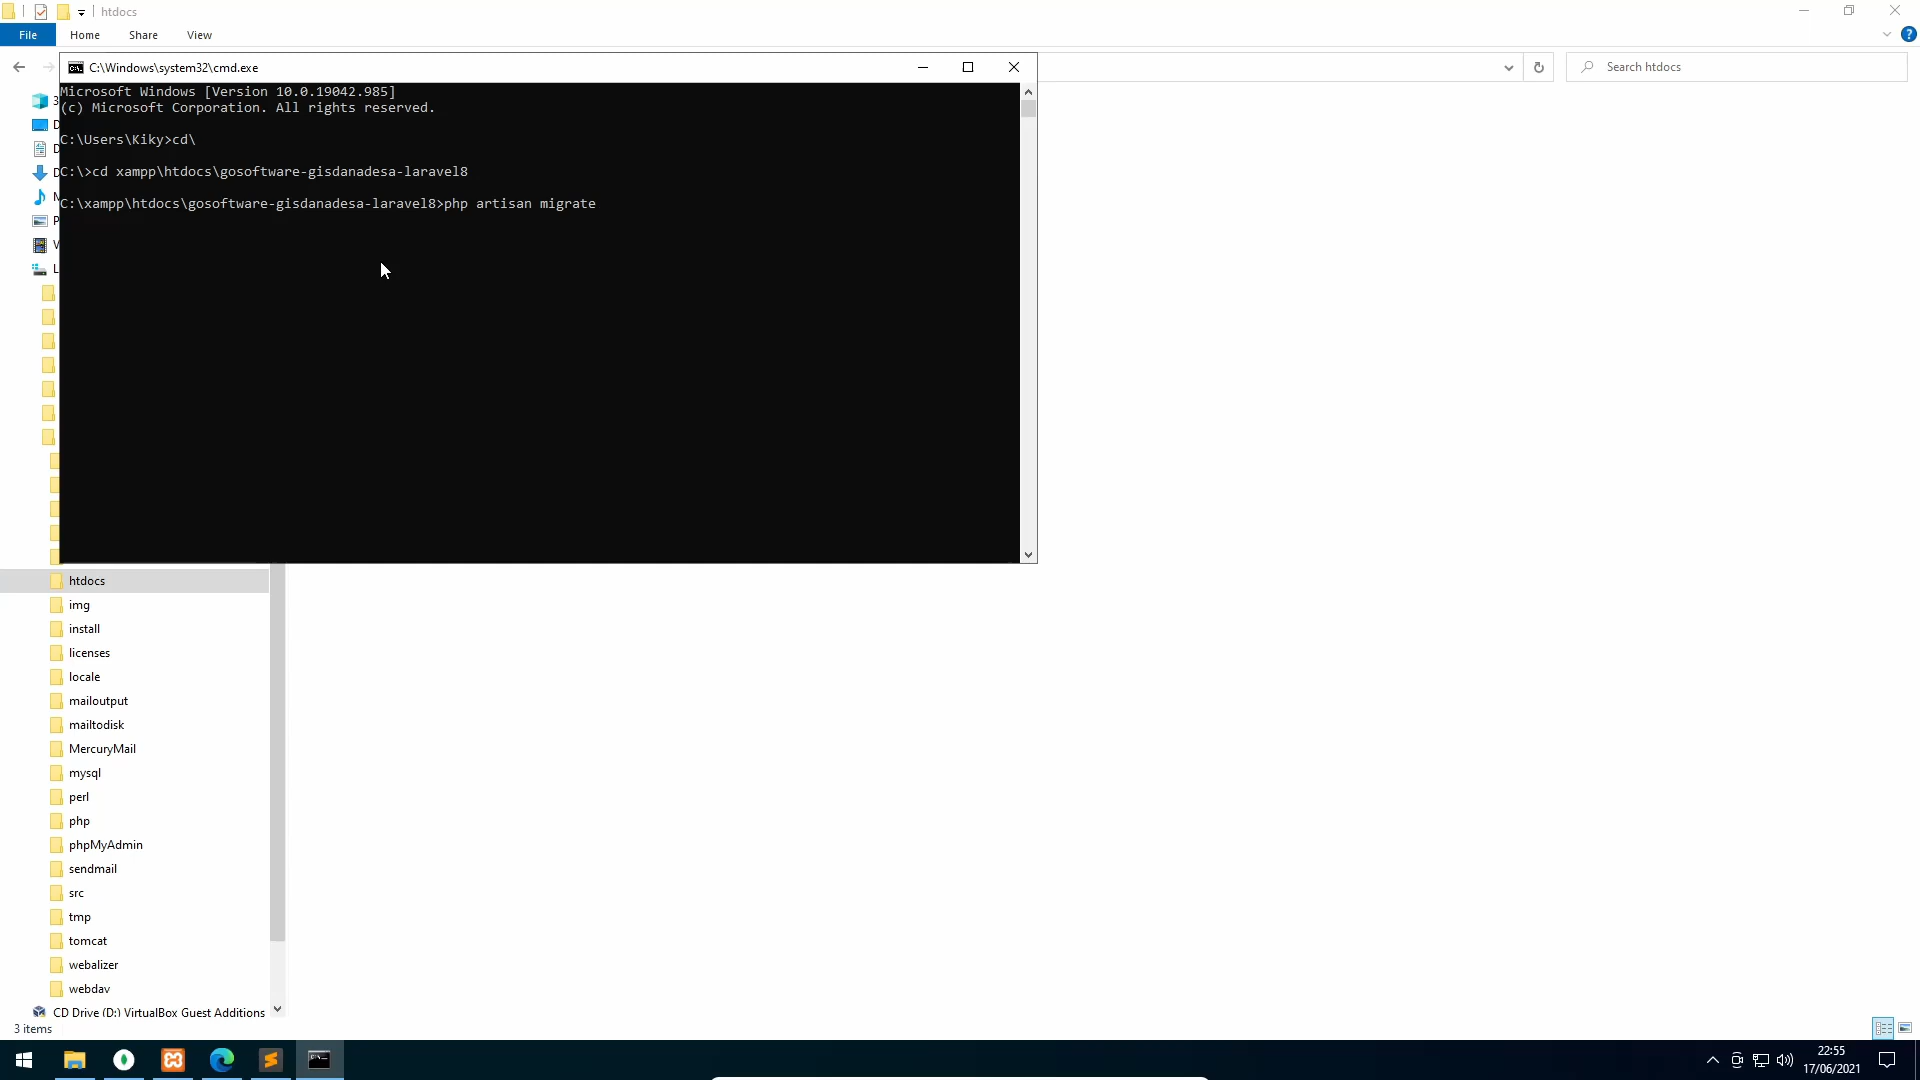 htdocs
File Home Share View
C:\Windows\system32\cmd.exe
Search htdocs
Microsoft Windows [Version 10.0.19042.985]
(c) Microsoft Corporation. All rights reserved.
C:\Users\Kiky>cd\
C:\>cd xampp\htdocs\gosoftware-gisdanadesa-laravel8
C:\xampp\htdocs\gosoftware-gisdanadesa-laravel8>php artisan migrate
htdocs
img
install
licenses
locale
mailoutput
mailtodisk
MercuryMail
mysql
perl
php
phpMyAdmin
sendmail
src
tmp
tomcat
webalizer
webdav
CD Drive (D:) VirtualBox Guest Additions
3 items
22:55
17/06/2021